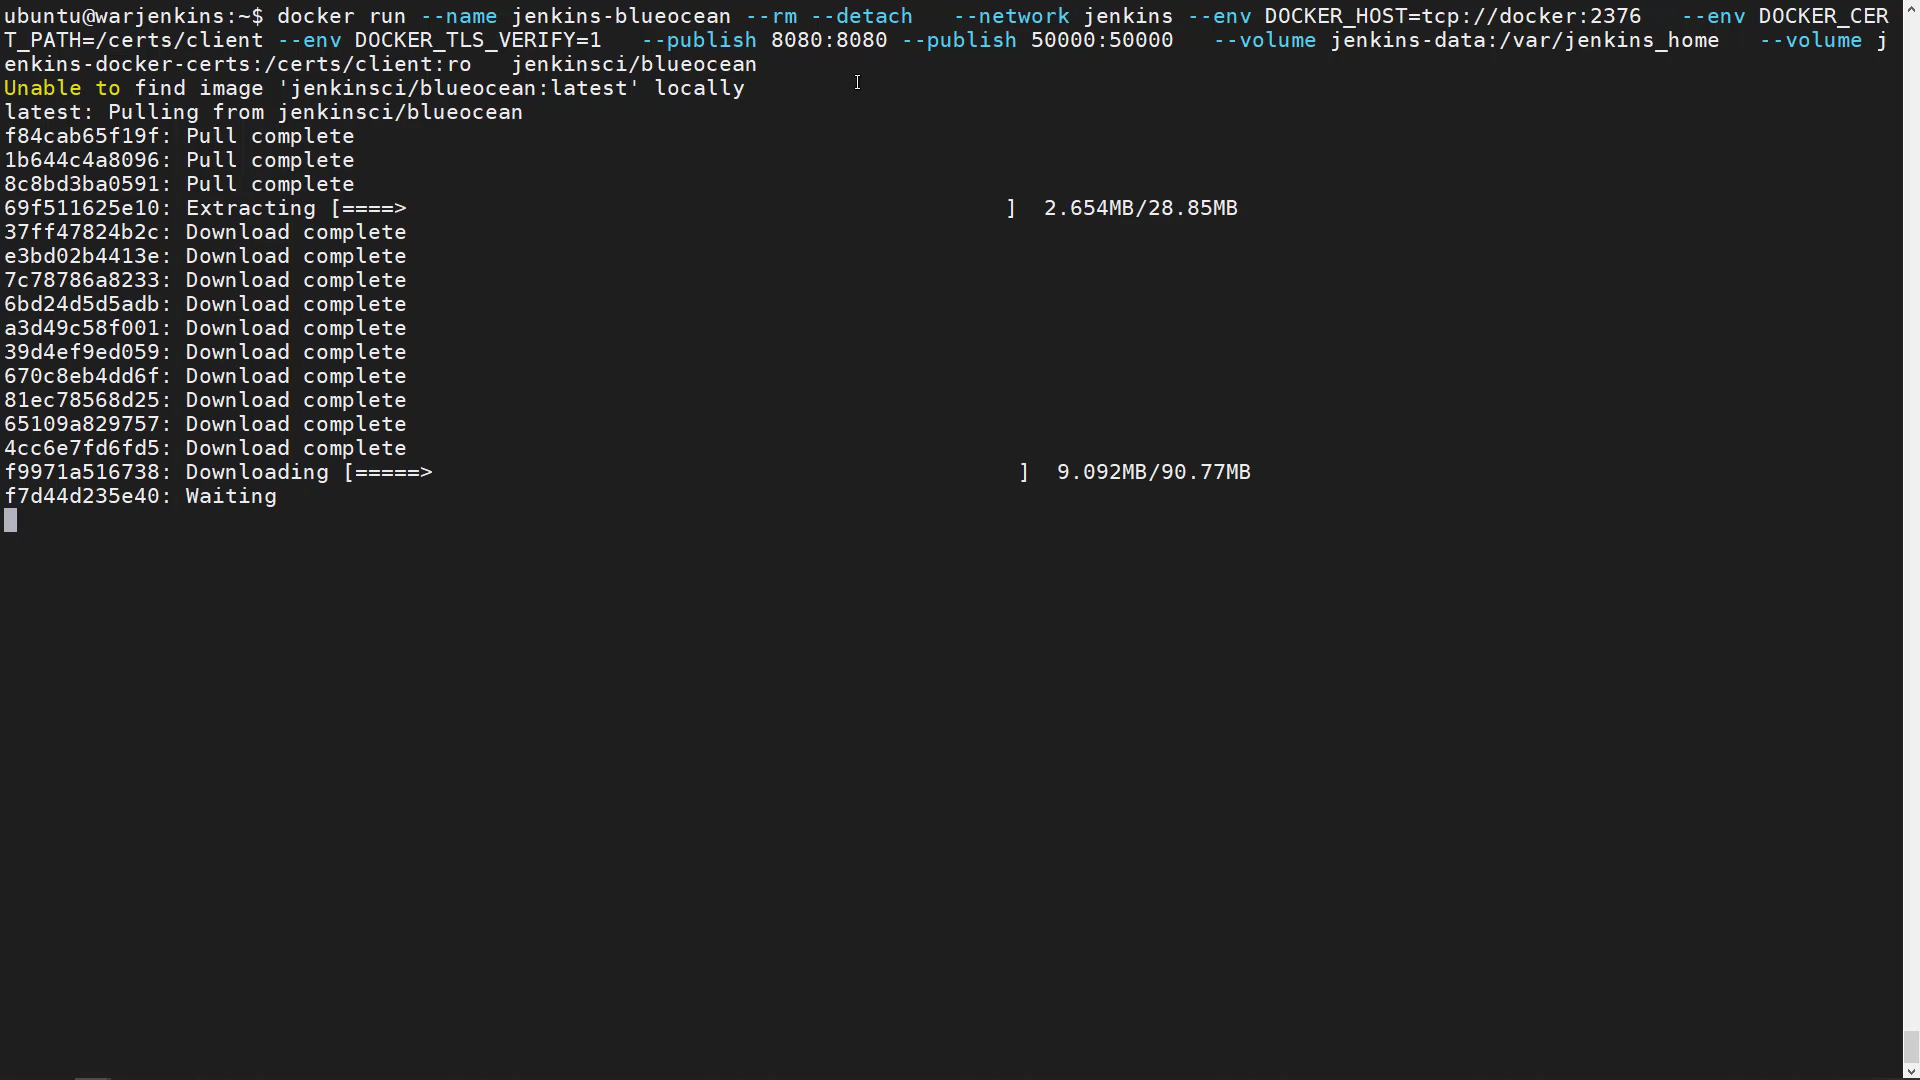 ubuntu@warjenkins:~$ docker run --name jenkins-blueocean --rm --detach   --network jenkins --env DOCKER_HOST=tcp://docker:2376   --env DOCKER_CER
T_PATH=/certs/client --env DOCKER_TLS_VERIFY=1   --publish 8080:8080 --publish 50000:50000   --volume jenkins-data:/var/jenkins_home   --volume j
enkins-docker-certs:/certs/client:ro   jenkinsci/blueocean
Unable to find image 'jenkinsci/blueocean:latest' locally
latest: Pulling from jenkinsci/blueocean
f84cab65f19f: Pull complete
1b644c4a8096: Pull complete
8c8bd3ba0591: Pull complete
69f511625e10: Extracting [====>                                              ]  2.654MB/28.85MB
37ff47824b2c: Download complete
e3bd02b4413e: Download complete
7c78786a8233: Download complete
6bd24d5d5adb: Download complete
a3d49c58f001: Download complete
39d4ef9ed059: Download complete
670c8eb4dd6f: Download complete
81ec78568d25: Download complete
65109a829757: Download complete
4cc6e7fd6fd5: Download complete
f9971a516738: Downloading [=====>                                             ]  9.092MB/90.77MB
f7d44d235e40: Waiting